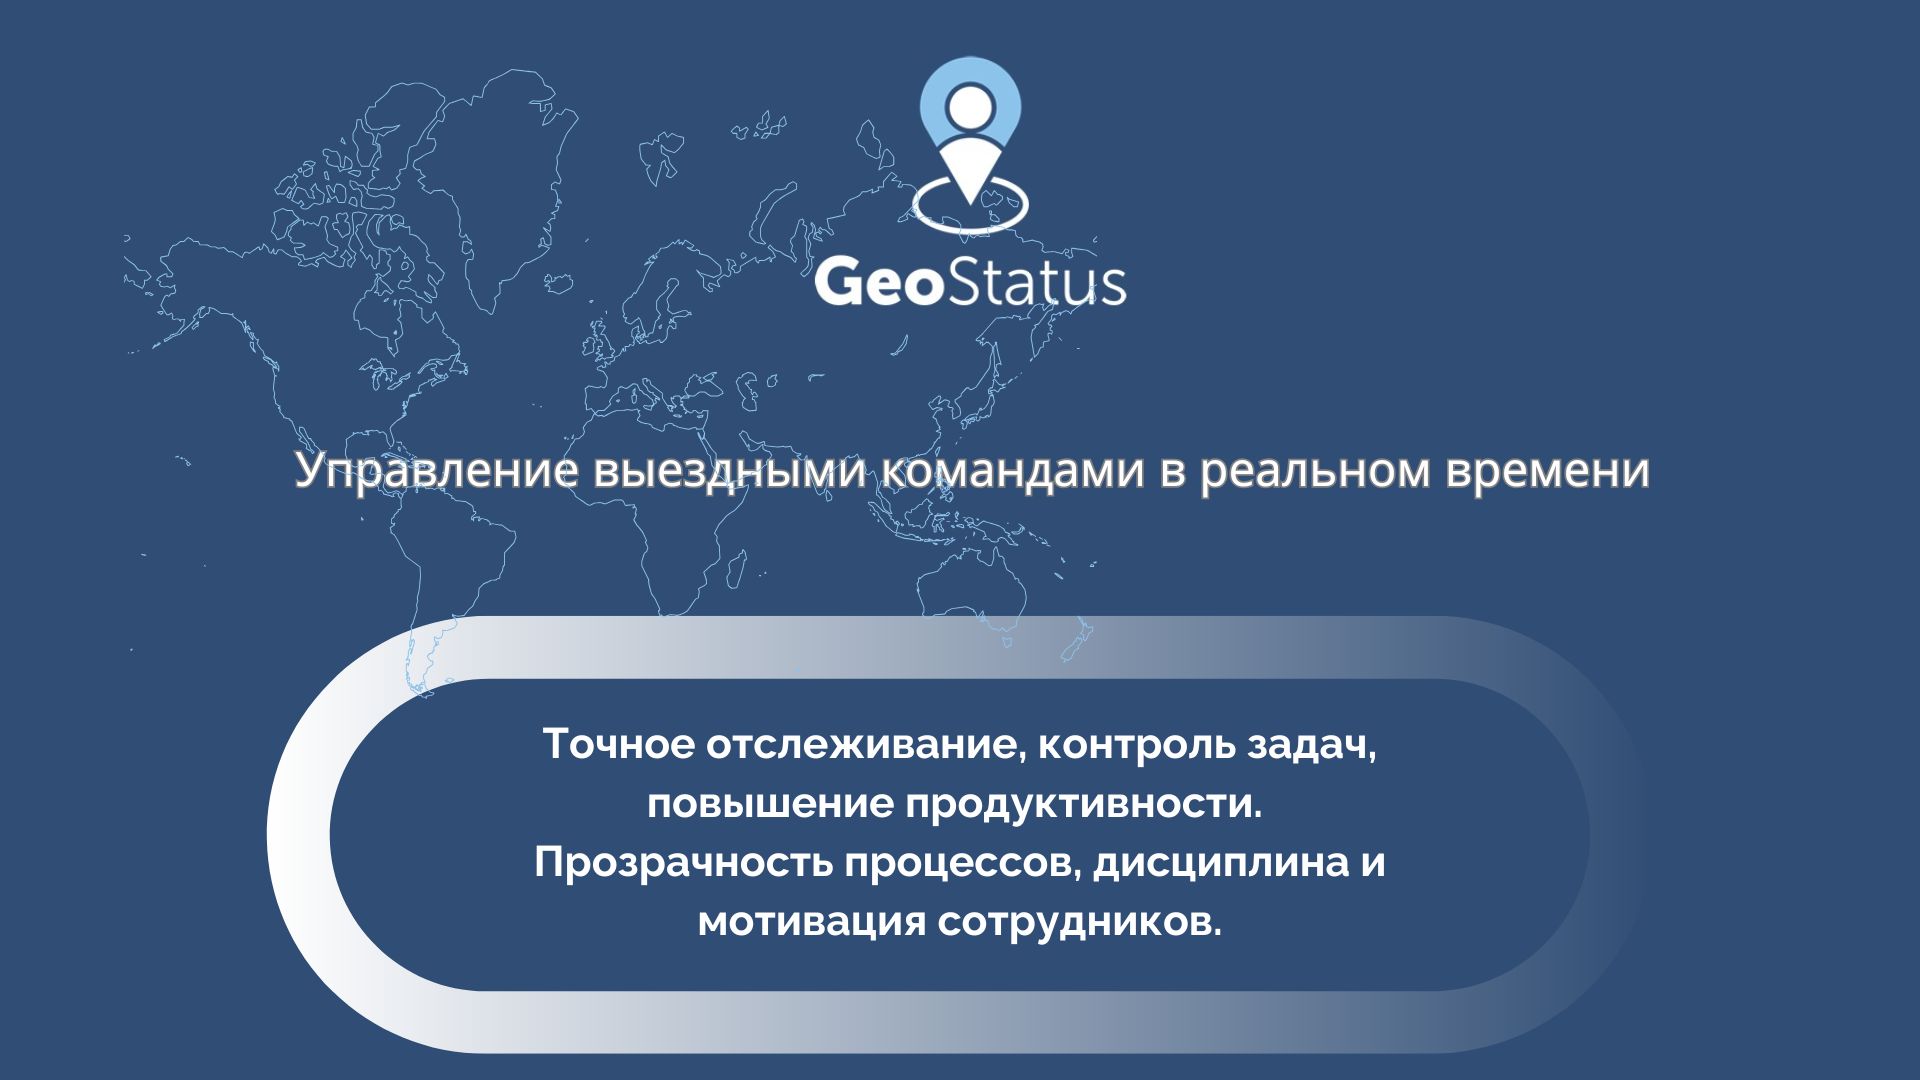 GeoStatus
Управление выездными командами в реальном времени
Точное отслеживание, контроль задач,
повышение продуктивности.
Прозрачность процессов, дисциплина и
мотивация сотрудников.